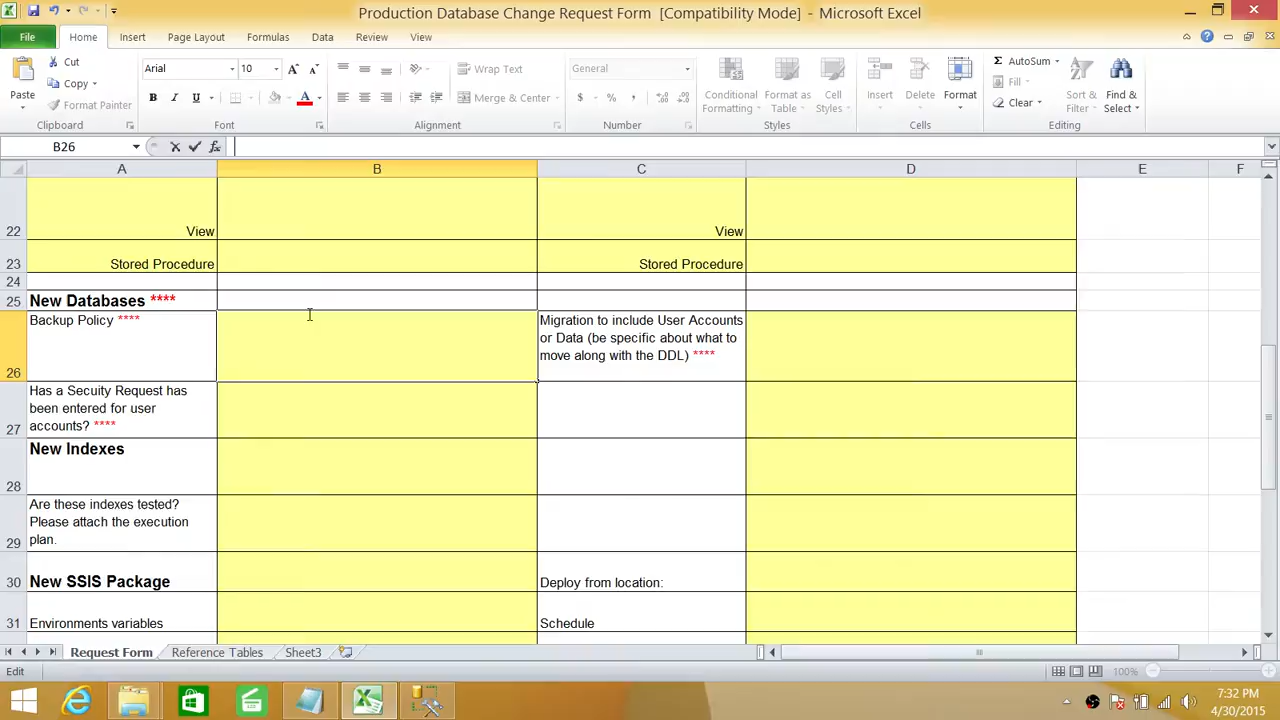 Production Database Change Request Form [Compatibility Mode] - Microsoft Excel
File Home Insert Page Layout Formulas Data Review View
Cut
Copy
Format Painter
Paste
Clipboard
Arial 10
B I U
Font
Wrap Text
Merge & Center
Alignment
General
$ % ,
Number
Conditional Formatting
Format as Table
Cell Styles
Styles
Insert Delete Format
Cells
AutoSum
Fill
Clear
Sort & Filter
Find & Select
Editing
B26 fx
A B C D E F
22 View View
23 Stored Procedure Stored Procedure
24
25 New Databases ****
26 Backup Policy **** Migration to include User Accounts
or Data (be specific about what to
move along with the DDL) ****
27 Has a Secuity Request has
been entered for user
accounts? ****
28 New Indexes
29 Are these indexes tested?
Please attach the execution
plan.
30 New SSIS Package Deploy from location:
31 Environments variables Schedule
Request Form Reference Tables Sheet3
Edit 100%
7:32 PM
4/30/2015